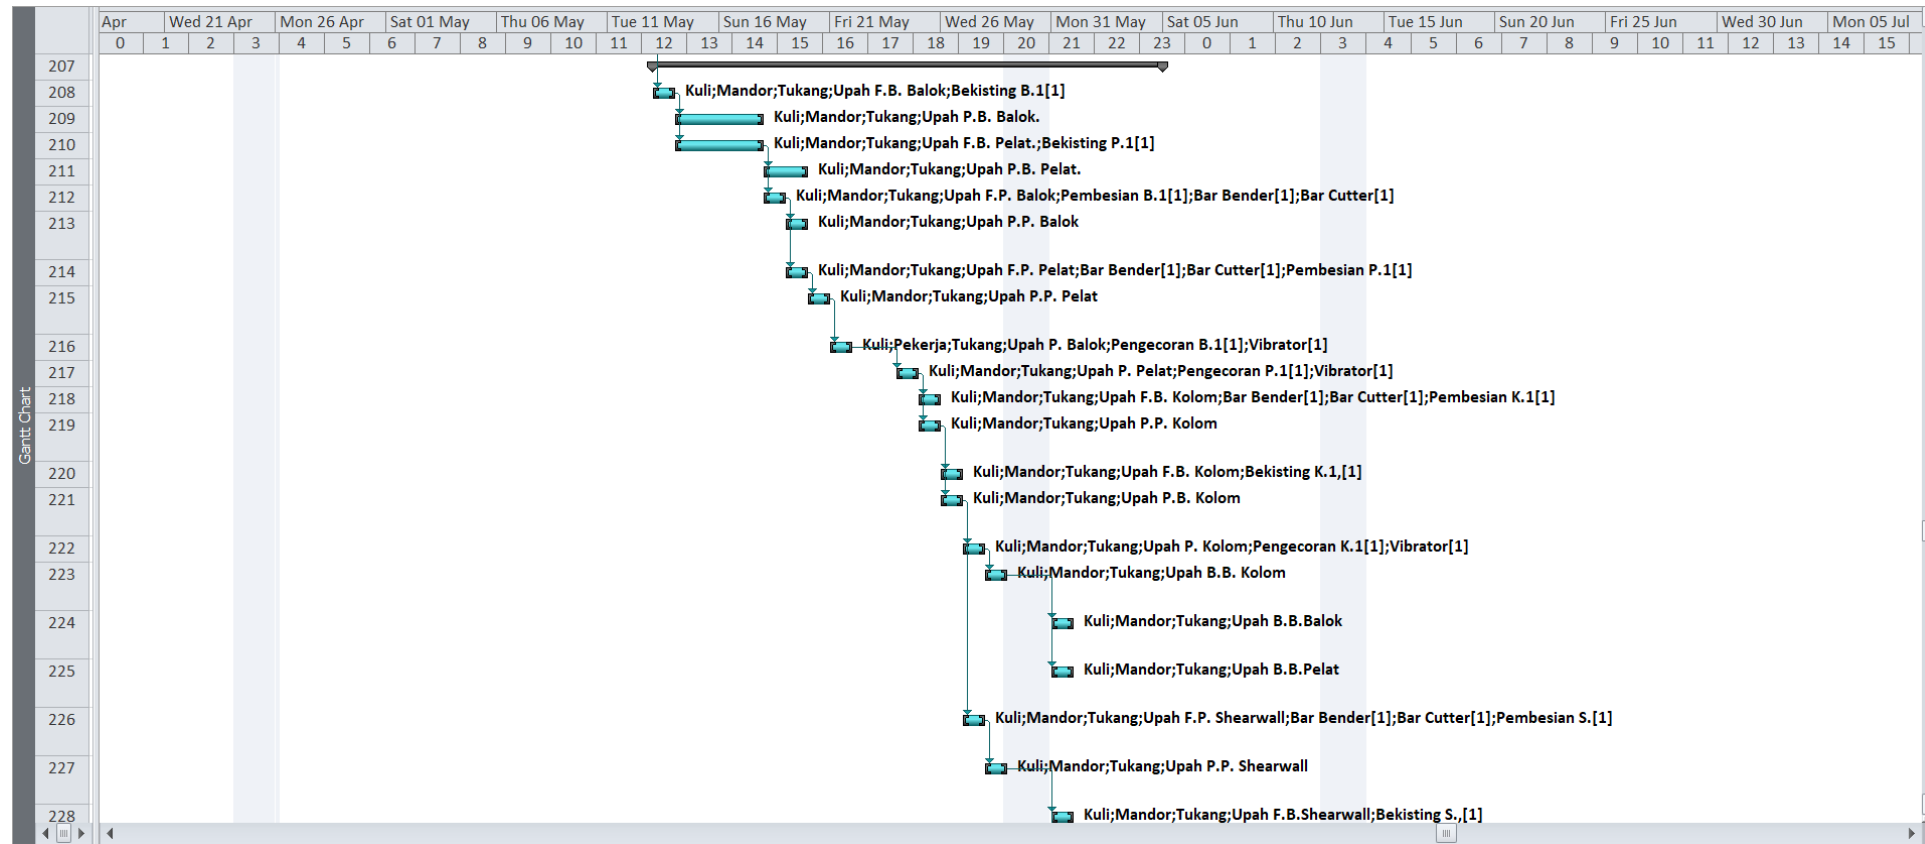 Apr Wed 21 Apr Mon 26 Apr Sat 01 May Thu 06 May Tue 11 May Sun 16 May Fri 21 May Wed 26 May Mon 31 May Sat 05 Jun Thu 10 Jun Tue 15 Jun Sun 20 Jun Fri 25 Jun Wed 30 Jun Mon 05 Jul
0 1 2 3 4 5 6 7 8 9 10 11 12 13 14 15 16 17 18 19 20 21 22 23 0 1 2 3 4 5 6 7 8 9 10 11 12 13 14 15
Gantt Chart
207
208 Kuli;Mandor;Tukang;Upah F.B. Balok;Bekisting B.1[1]
209 Kuli;Mandor;Tukang;Upah P.B. Balok.
210 Kuli;Mandor;Tukang;Upah F.B. Pelat.;Bekisting P.1[1]
211 Kuli;Mandor;Tukang;Upah P.B. Pelat.
212 Kuli;Mandor;Tukang;Upah F.P. Balok;Pembesian B.1[1];Bar Bender[1];Bar Cutter[1]
213 Kuli;Mandor;Tukang;Upah P.P. Balok
214 Kuli;Mandor;Tukang;Upah F.P. Pelat;Bar Bender[1];Bar Cutter[1];Pembesian P.1[1]
215 Kuli;Mandor;Tukang;Upah P.P. Pelat
216 Kuli;Pekerja;Tukang;Upah P. Balok;Pengecoran B.1[1];Vibrator[1]
217 Kuli;Mandor;Tukang;Upah P. Pelat;Pengecoran P.1[1];Vibrator[1]
218 Kuli;Mandor;Tukang;Upah F.B. Kolom;Bar Bender[1];Bar Cutter[1];Pembesian K.1[1]
219 Kuli;Mandor;Tukang;Upah P.P. Kolom
220 Kuli;Mandor;Tukang;Upah F.B. Kolom;Bekisting K.1,[1]
221 Kuli;Mandor;Tukang;Upah P.B. Kolom
222 Kuli;Mandor;Tukang;Upah P. Kolom;Pengecoran K.1[1];Vibrator[1]
223 Kuli;Mandor;Tukang;Upah B.B. Kolom
224 Kuli;Mandor;Tukang;Upah B.B.Balok
225 Kuli;Mandor;Tukang;Upah B.B.Pelat
226 Kuli;Mandor;Tukang;Upah F.P. Shearwall;Bar Bender[1];Bar Cutter[1];Pembesian S.[1]
227 Kuli;Mandor;Tukang;Upah P.P. Shearwall
228 Kuli;Mandor;Tukang;Upah F.B.Shearwall;Bekisting S.,[1]